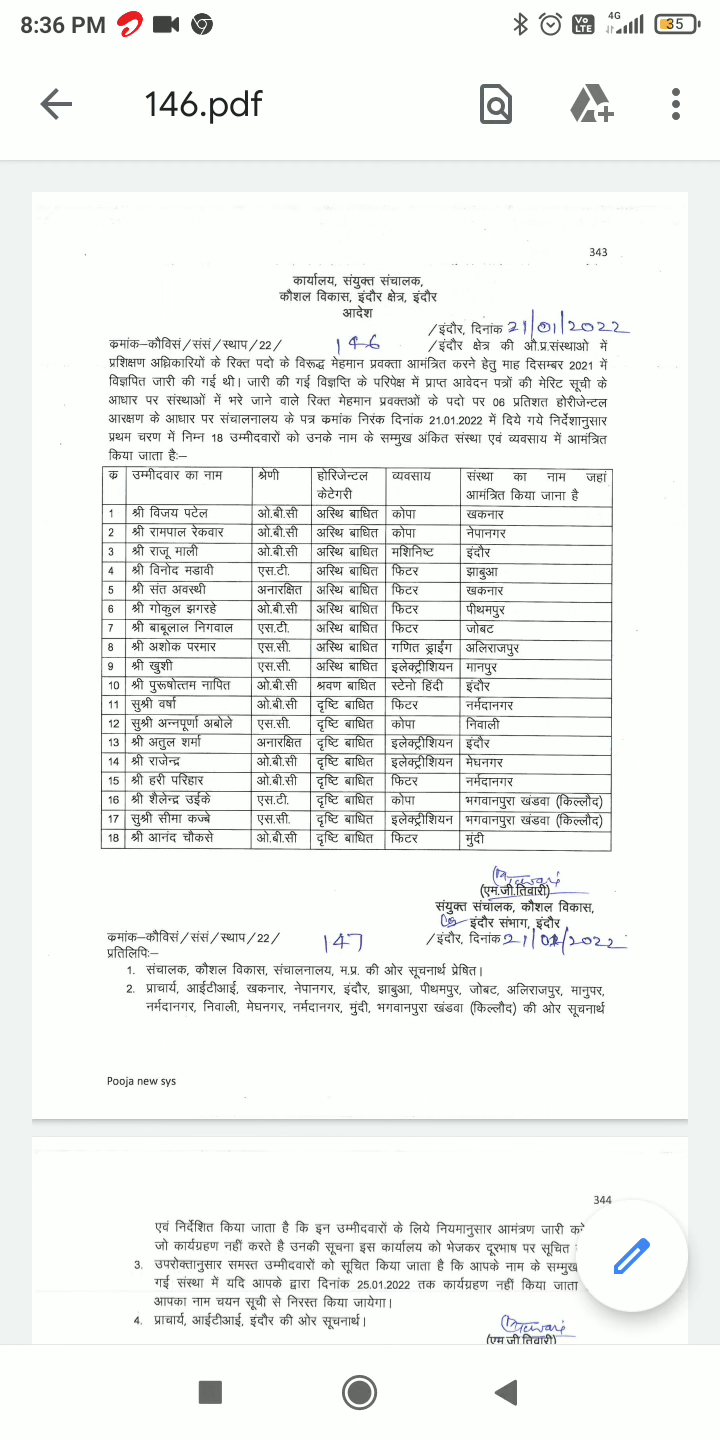 8:36 PM
4G
Vo LTE
35
146.pdf
343
कार्यालय, संयुक्त संचालक,
कौशल विकास, इंदौर क्षेत्र, इंदौर
आदेश
/इंदौर, दिनांक 21/01/2022
क्रमांक–कौविसं/संसं/स्थाप/22/ 146 /इंदौर क्षेत्र की औ.प्र.संस्थाओ में
प्रशिक्षण अधिकारियों के रिक्त पदो के विरूद्ध मेहमान प्रवक्ता आमंत्रित करने हेतु माह दिसम्बर 2021 में
विज्ञपित जारी की गई थी। जारी की गई विज्ञप्ति के परिपेक्ष में प्राप्त आवेदन पत्रों की मेरिट सूची के
आधार पर संस्थाओं में भरे जाने वाले रिक्त मेहमान प्रवक्ताओं के पदो पर 06 प्रतिशत होरीजेन्टल
आरक्षण के आधार पर संचालनालय के पत्र क्रमांक निरंक दिनांक 21.01.2022 में दिये गये निर्देशानुसार
प्रथम चरण में निम्न 18 उम्मीदवारों को उनके नाम के सम्मुख अंकित संस्था एवं व्यवसाय में आमंत्रित
किया जाता है:–
क्र उम्मीदवार का नाम श्रेणी होरिजेन्टल केटेगरी व्यवसाय संस्था का नाम जहां आमंत्रित किया जाना है
1 श्री विजय पटेल ओ.बी.सी अस्थि बाधित कोपा खकनार
2 श्री रामपाल रेकवार ओ.बी.सी अस्थि बाधित कोपा नेपानगर
3 श्री राजू माली ओ.बी.सी अस्थि बाधित मशिनिष्ट इंदौर
4 श्री विनोद मडावी एस.टी. अस्थि बाधित फिटर झाबुआ
5 श्री संत अवस्थी अनारक्षित अस्थि बाधित फिटर खकनार
6 श्री गोकुल झगरहे ओ.बी.सी अस्थि बाधित फिटर पीथमपुर
7 श्री बाबूलाल निगवाल एस.टी. अस्थि बाधित फिटर जोबट
8 श्री अशोक परमार एस.सी. अस्थि बाधित गणित ड्राईंग अलिराजपुर
9 श्री खुशी एस.सी. अस्थि बाधित इलेक्ट्रीशियन मानपुर
10 श्री पुरूषोत्तम नापित ओ.बी.सी श्रवण बाधित स्टेनो हिंदी इंदौर
11 सुश्री वर्षा ओ.बी.सी दृष्टि बाधित फिटर नर्मदानगर
12 सुश्री अन्नपूर्णा अबोले एस.सी. दृष्टि बाधित कोपा निवाली
13 श्री अतुल शर्मा अनारक्षित दृष्टि बाधित इलेक्ट्रीशियन इंदौर
14 श्री राजेन्द्र ओ.बी.सी दृष्टि बाधित इलेक्ट्रीशियन मेघनगर
15 श्री हरी परिहार ओ.बी.सी दृष्टि बाधित फिटर नर्मदानगर
16 श्री शैलेन्द्र उईके एस.टी. दृष्टि बाधित कोपा भगवानपुरा खंडवा (किल्लौद)
17 सुश्री सीमा कज्बे एस.सी. दृष्टि बाधित इलेक्ट्रीशियन भगवानपुरा खंडवा (किल्लौद)
18 श्री आनंद चौकसे ओ.बी.सी दृष्टि बाधित फिटर मुंदी
(एम.जी.तिवारी)
संयुक्त संचालक, कौशल विकास,
इंदौर संभाग, इंदौर
क्रमांक–कौविसं/संसं/स्थाप/22/ 147 /इंदौर, दिनांक 21/01/2022
प्रतिलिपि:–
1. संचालक, कौशल विकास, संचालनालय, म.प्र. की ओर सूचनार्थ प्रेषित।
2. प्राचार्य, आईटीआई, खकनार, नेपानगर, इंदौर, झाबुआ, पीथमपुर, जोबट, अलिराजपुर, मानुपर,
नर्मदानगर, निवाली, मेघनगर, नर्मदानगर, मुंदी, भगवानपुरा खंडवा (किल्लौद) की ओर सूचनार्थ
Pooja new sys
344
एवं निर्देशित किया जाता है कि इन उम्मीदवारों के लिये नियमानुसार आमंत्रण जारी करे
जो कार्यग्रहण नहीं करते है उनकी सूचना इस कार्यालय को भेजकर दूरभाष पर सूचित
3. उपरोक्तानुसार समस्त उम्मीदवारों को सूचित किया जाता है कि आपके नाम के सम्मुख
गई संस्था में यदि आपके द्वारा दिनांक 25.01.2022 तक कार्यग्रहण नहीं किया जाता
आपका नाम चयन सूची से निरस्त किया जायेगा।
4. प्राचार्य, आईटीआई, इंदौर की ओर सूचनार्थ।
(एम.जी.तिवारी)